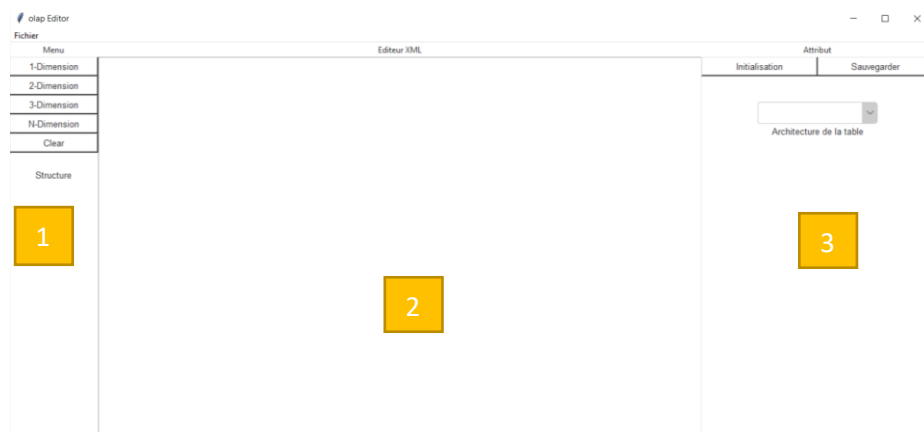 olap Editor
Fichier
Menu Editeur XML Attribut
1-Dimension Initialisation Sauvegarder
2-Dimension
3-Dimension
N-Dimension Architecture de la table
Clear
Structure
1
2
3